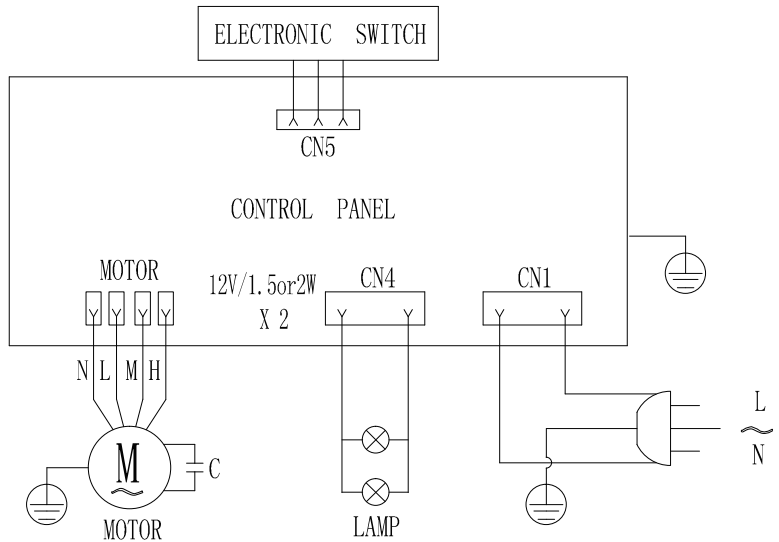 ELECTRONIC SWITCH
CN5
CONTROL PANEL
MOTOR
12V/1.5or2W
X 2
CN4
CN1
N L M H
L
N
M
C
MOTOR
LAMP